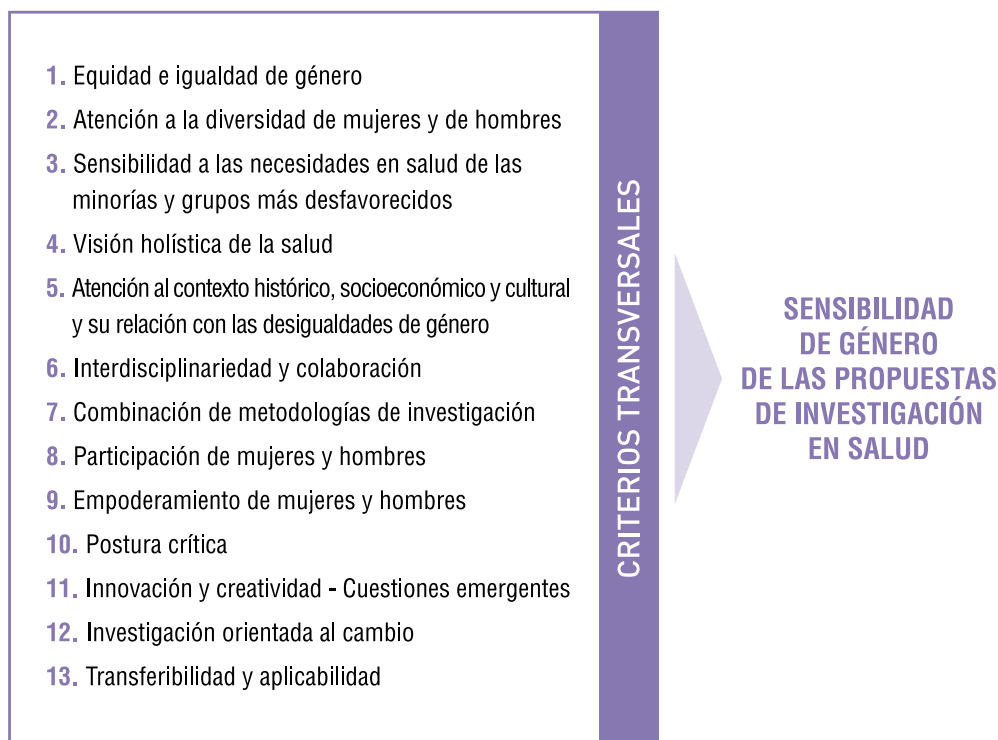 1. Equidad e igualdad de género
2. Atención a la diversidad de mujeres y de hombres
3. Sensibilidad a las necesidades en salud de las
minorías y grupos más desfavorecidos
4. Visión holística de la salud
5. Atención al contexto histórico, socioeconómico y cultural
y su relación con las desigualdades de género
6. Interdisciplinariedad y colaboración
7. Combinación de metodologías de investigación
8. Participación de mujeres y hombres
9. Empoderamiento de mujeres y hombres
10. Postura crítica
11. Innovación y creatividad - Cuestiones emergentes
12. Investigación orientada al cambio
13. Transferibilidad y aplicabilidad
CRITERIOS TRANSVERSALES
SENSIBILIDAD
DE GÉNERO
DE LAS PROPUESTAS
DE INVESTIGACIÓN
EN SALUD